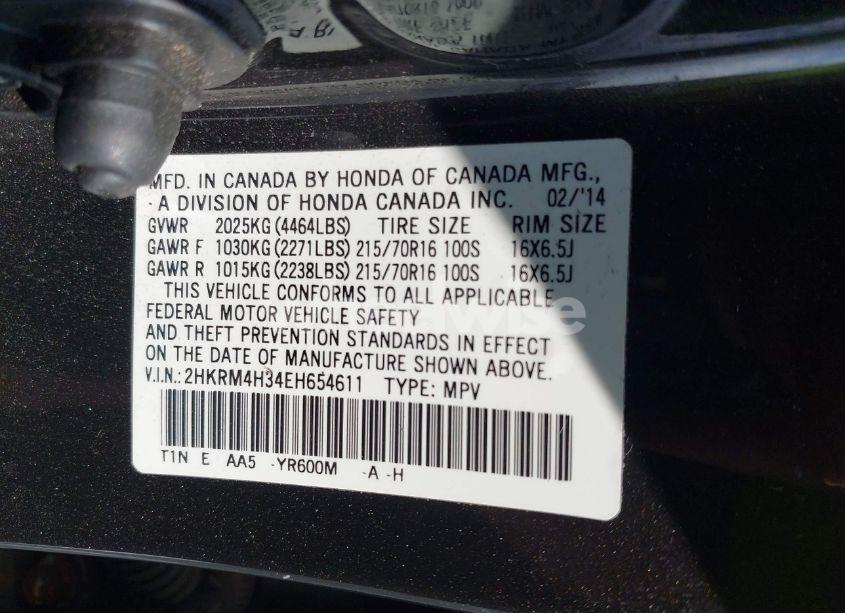 MFD. IN CANADA BY HONDA OF CANADA MFG.,
A DIVISION OF HONDA CANADA INC. 02/'14
GVWR 2025KG (4464LBS) TIRE SIZE RIM SIZE
GAWR F 1030KG (2271LBS) 215/70R16 100S 16X6.5J
GAWR R 1015KG (2238LBS) 215/70R16 100S 16X6.5J
THIS VEHICLE CONFORMS TO ALL APPLICABLE
FEDERAL MOTOR VEHICLE SAFETY
AND THEFT PREVENTION STANDARDS IN EFFECT
ON THE DATE OF MANUFACTURE SHOWN ABOVE.
V.I.N.: 2HKRM4H34EH654611 TYPE: MPV
T1N E AA5 -YR600M -A -H